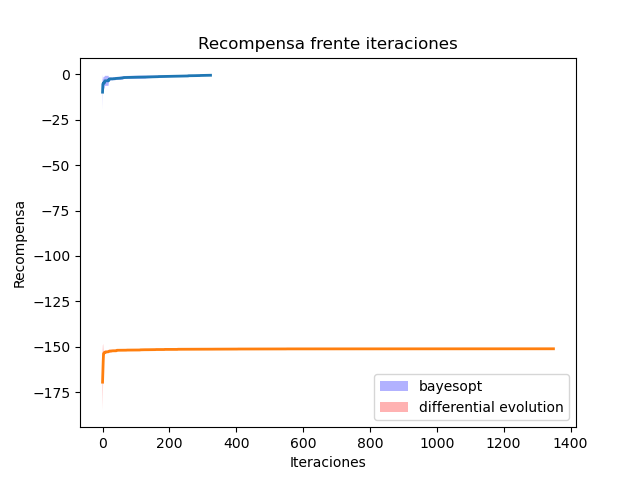 Recompensa frente iteraciones
0
−25
−50
−75
−100
−125
−150
−175
Recompensa
bayesopt
differential evolution
0 200 400 600 800 1000 1200 1400
Iteraciones